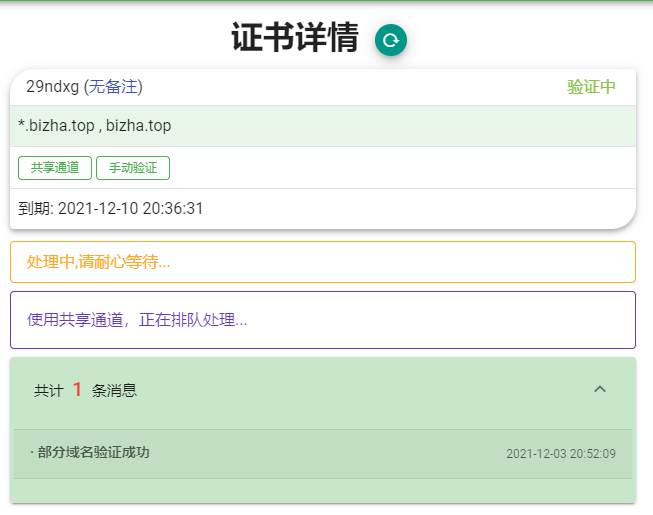 证书详情
29ndxg (无备注) 验证中
*.bizha.top , bizha.top
共享通道 手动验证
到期: 2021-12-10 20:36:31
处理中,请耐心等待...
使用共享通道，正在排队处理...
共计 1 条消息
· 部分域名验证成功 2021-12-03 20:52:09